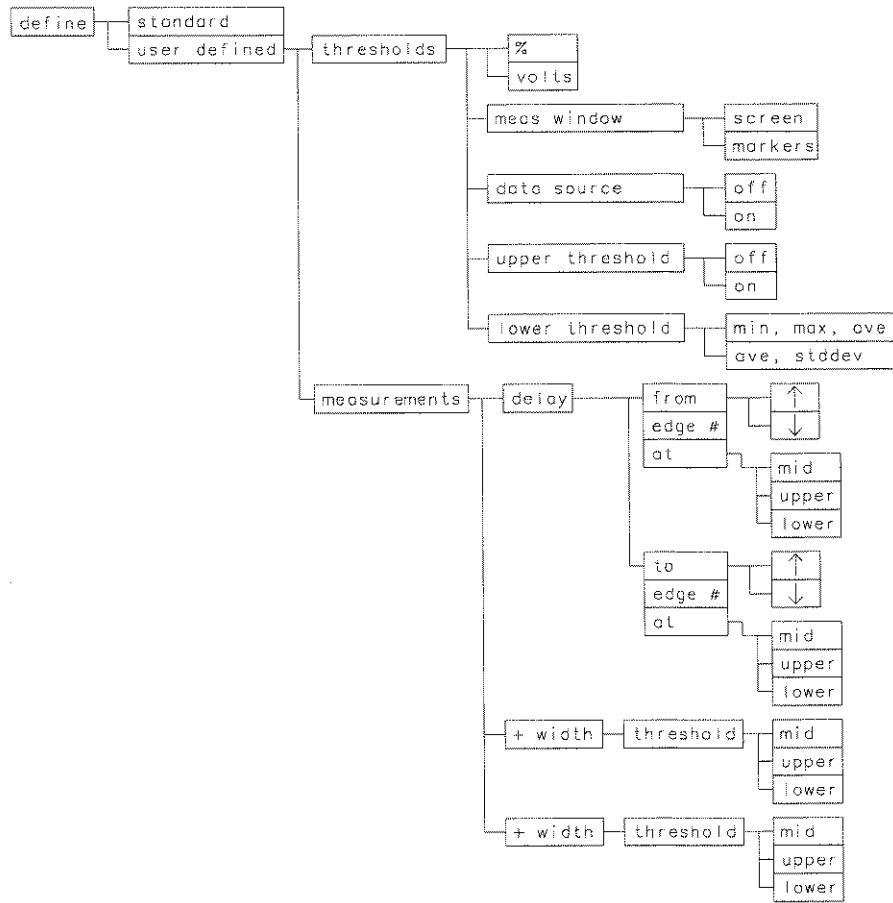 define
standard
user defined
thresholds
%
volts
meas window
screen
markers
data source
off
on
upper threshold
off
on
lower threshold
min, max, ave
ave, stddev
measurements
delay
from
↑
edge #
↓
at
mid
upper
lower
to
↑
edge #
↓
at
mid
upper
lower
+ width
threshold
mid
upper
lower
+ width
threshold
mid
upper
lower